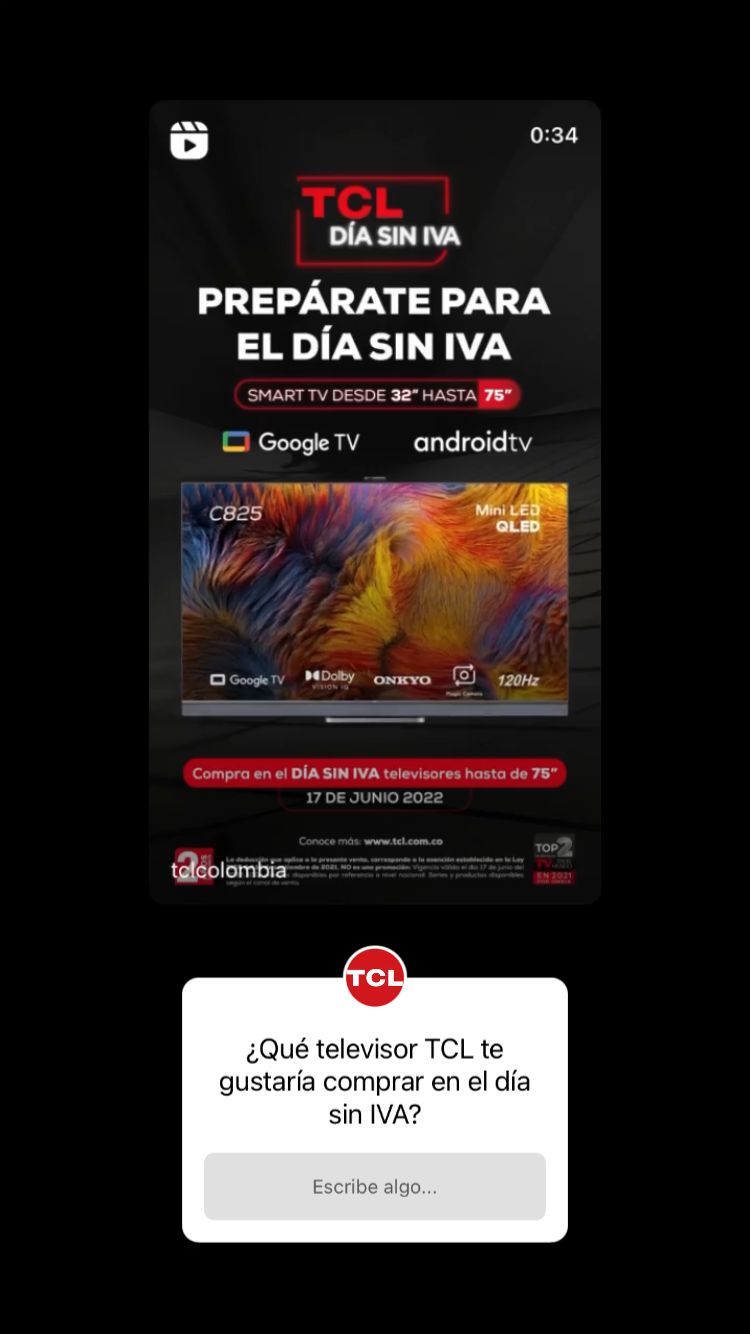 0:34
TCL
DÍA SIN IVA
PREPÁRATE PARA
EL DÍA SIN IVA
SMART TV DESDE 32" HASTA 75"
Google TV androidtv
C825 Mini LED
QLED
Google TV Dolby VISION IQ ONKYO Magic Camera 120Hz
Compra en el DÍA SIN IVA televisores hasta de 75"
17 DE JUNIO 2022
Conoce más: www.tcl.com.co
La deducción que aplica a la presente venta, corresponde a la exención establecida en la Ley
de 2021. NO es una promoción. Vigencia válida el día 17 de junio del
disponibles por referencia a nivel nacional. Series y productos disponibles
según el canal de venta.
2
TOP 2
TV
EN 2021
tclcolombia
TCL
¿Qué televisor TCL te
gustaría comprar en el día
sin IVA?
Escribe algo...